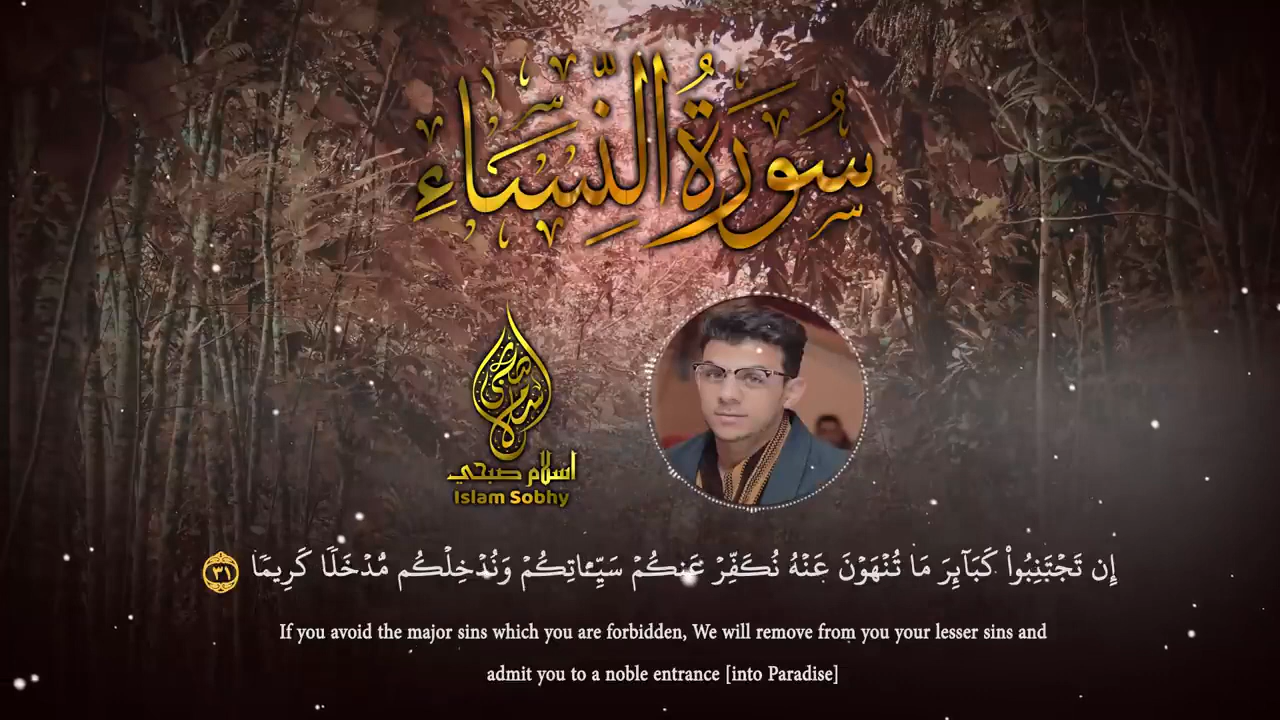 سُورَةُ النِّسَاءِ
اسلام صبحي
اسلام صبحي
Islam Sobhy
إِن تَجْتَنِبُوا۟ كَبَآئِرَ مَا تُنْهَوْنَ عَنْهُ نُكَفِّرْ عَنكُمْ سَيِّـَٔاتِكُمْ وَنُدْخِلْكُم مُّدْخَلًا كَرِيمًا ٣١
If you avoid the major sins which you are forbidden, We will remove from you your lesser sins and
admit you to a noble entrance [into Paradise]